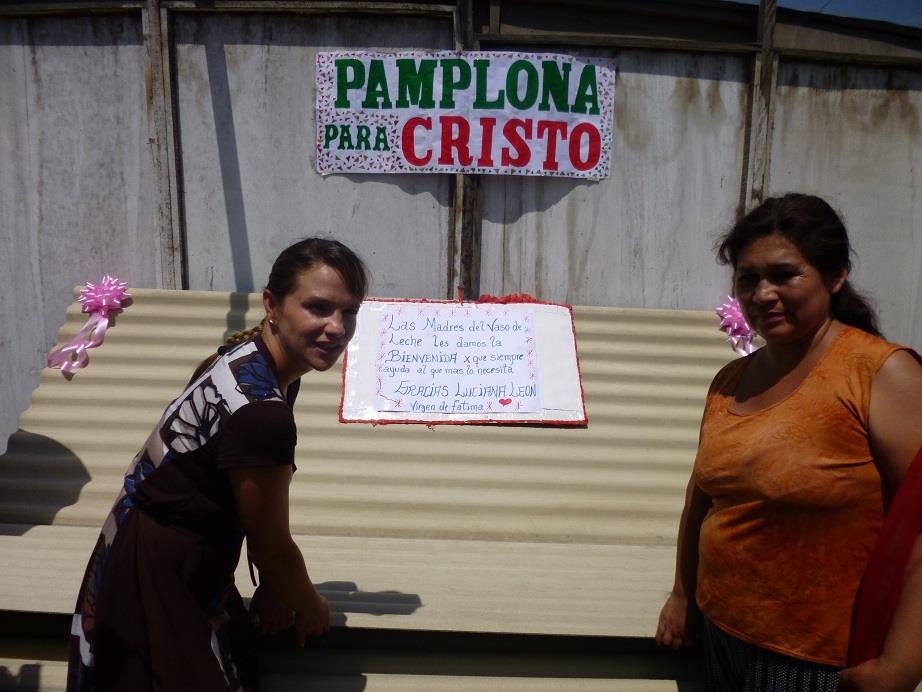 PAMPLONA
PARA CRISTO
Las Madres del Vaso de
Leche les damos la
BIENVENIDA x que siempre
ayuda al que mas lo necesita
GRACIAS LUCIANA LEON
Virgen de fatima